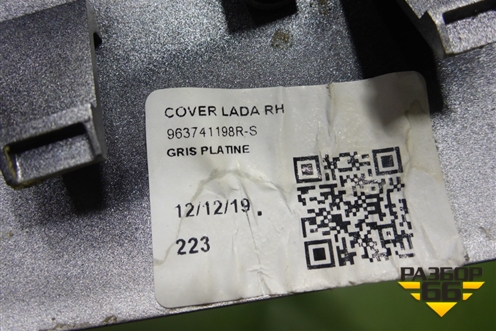 COVER LADA RH
963741198R-S
GRIS PLATINE
12/12/19.
223
РАЗБОР
66